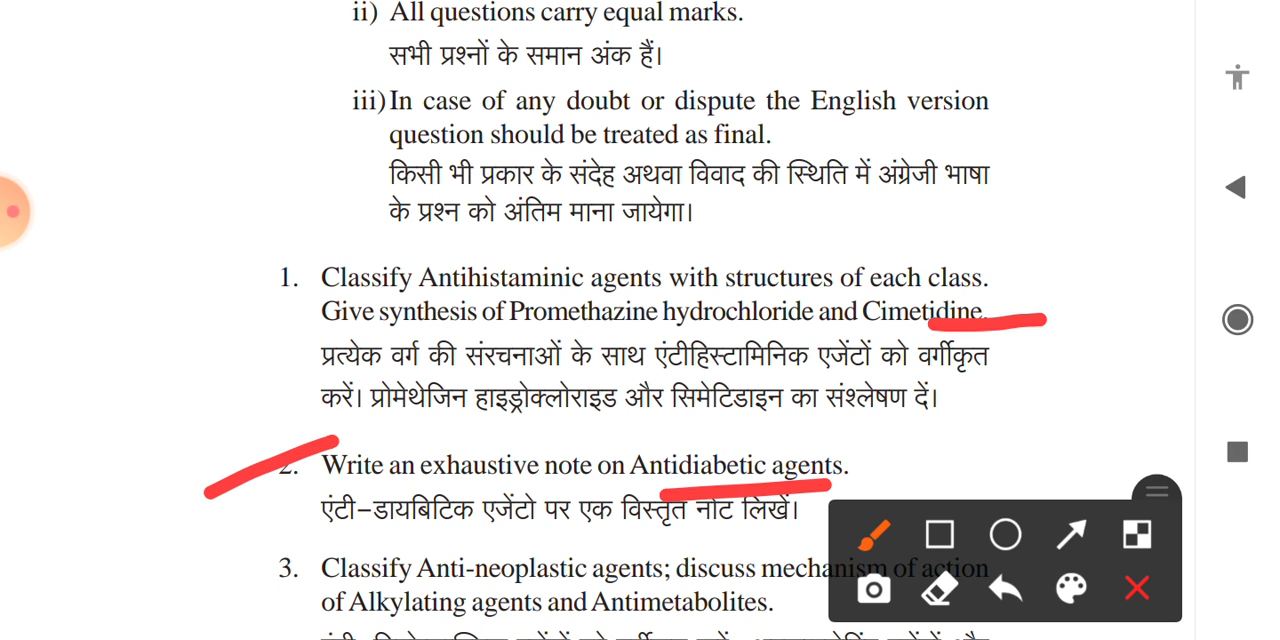 ii) All questions carry equal marks.
सभी प्रश्नों के समान अंक हैं।
iii) In case of any doubt or dispute the English version
question should be treated as final.
किसी भी प्रकार के संदेह अथवा विवाद की स्थिति में अंग्रेजी भाषा
के प्रश्न को अंतिम माना जायेगा।
1. Classify Antihistaminic agents with structures of each class.
Give synthesis of Promethazine hydrochloride and Cimetidine.
प्रत्येक वर्ग की संरचनाओं के साथ एंटीहिस्टामिनिक एजेंटों को वर्गीकृत
करें। प्रोमेथेजिन हाइड्रोक्लोराइड और सिमेटिडाइन का संश्लेषण दें।
2. Write an exhaustive note on Antidiabetic agents.
एंटी-डायबिटिक एजेंटो पर एक विस्तृत नोट लिखें।
3. Classify Anti-neoplastic agents; discuss mechanism of action
of Alkylating agents and Antimetabolites.